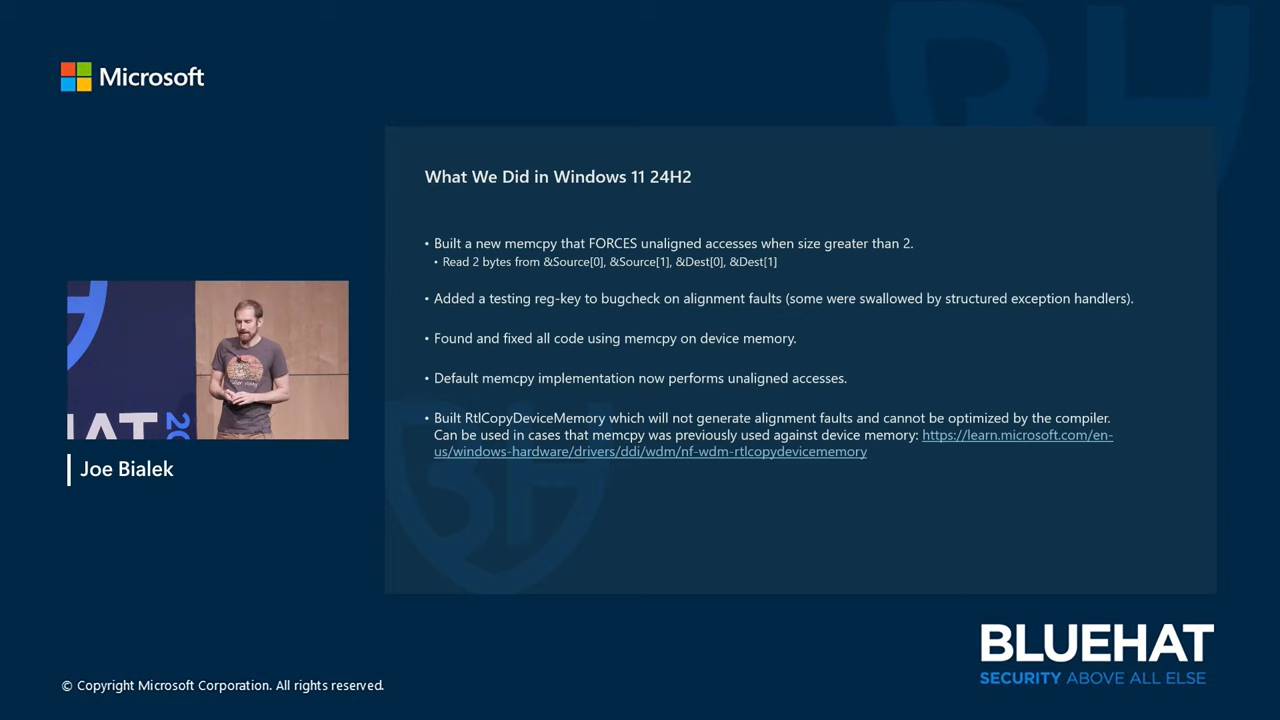 Microsoft
What We Did in Windows 11 24H2
• Built a new memcpy that FORCES unaligned accesses when size greater than 2.
• Read 2 bytes from &Source[0], &Source[1], &Dest[0], &Dest[1]
• Added a testing reg-key to bugcheck on alignment faults (some were swallowed by structured exception handlers).
• Found and fixed all code using memcpy on device memory.
• Default memcpy implementation now performs unaligned accesses.
• Built RtlCopyDeviceMemory which will not generate alignment faults and cannot be optimized by the compiler.
Can be used in cases that memcpy was previously used against device memory: https://learn.microsoft.com/en-
us/windows-hardware/drivers/ddi/wdm/nf-wdm-rtlcopydevicememory
HAT 20
Joe Bialek
BLUEHAT
SECURITY ABOVE ALL ELSE
© Copyright Microsoft Corporation. All rights reserved.